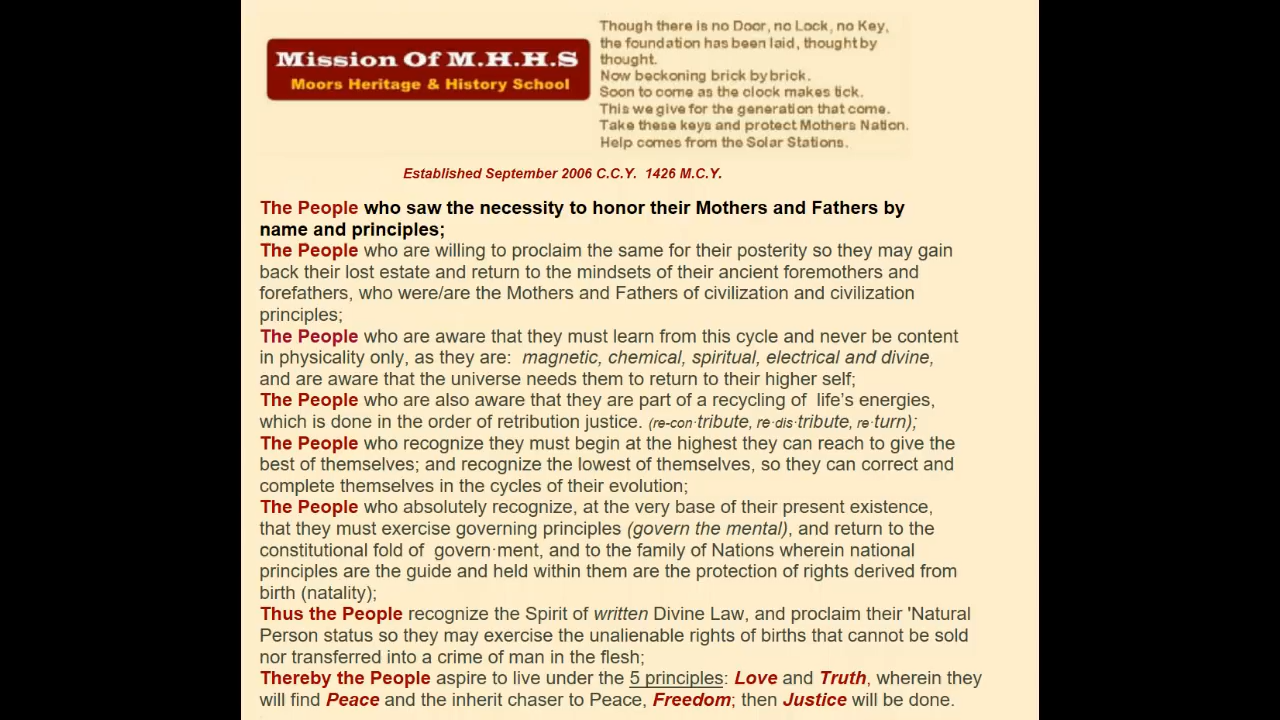 Mission Of M.H.H.S
Moors Heritage & History School
Though there is no Door, no Lock, no Key,
the foundation has been laid, thought by
thought.
Now beckoning brick by brick.
Soon to come as the clock makes tick.
This we give for the generation that come.
Take these keys and protect Mothers Nation.
Help comes from the Solar Stations.
Established September 2006 C.C.Y.  1426 M.C.Y.
The People who saw the necessity to honor their Mothers and Fathers by
name and principles;
The People who are willing to proclaim the same for their posterity so they may gain
back their lost estate and return to the mindsets of their ancient foremothers and
forefathers, who were/are the Mothers and Fathers of civilization and civilization
principles;
The People who are aware that they must learn from this cycle and never be content
in physicality only, as they are:  magnetic, chemical, spiritual, electrical and divine,
and are aware that the universe needs them to return to their higher self;
The People who are also aware that they are part of a recycling of  life's energies,
which is done in the order of retribution justice. (re-con·tribute, re·dis·tribute, re·turn);
The People who recognize they must begin at the highest they can reach to give the
best of themselves; and recognize the lowest of themselves, so they can correct and
complete themselves in the cycles of their evolution;
The People who absolutely recognize, at the very base of their present existence,
that they must exercise governing principles (govern the mental), and return to the
constitutional fold of  govern·ment, and to the family of Nations wherein national
principles are the guide and held within them are the protection of rights derived from
birth (natality);
Thus the People recognize the Spirit of written Divine Law, and proclaim their 'Natural
Person status so they may exercise the unalienable rights of births that cannot be sold
nor transferred into a crime of man in the flesh;
Thereby the People aspire to live under the 5 principles: Love and Truth, wherein they
will find Peace and the inherit chaser to Peace, Freedom; then Justice will be done.